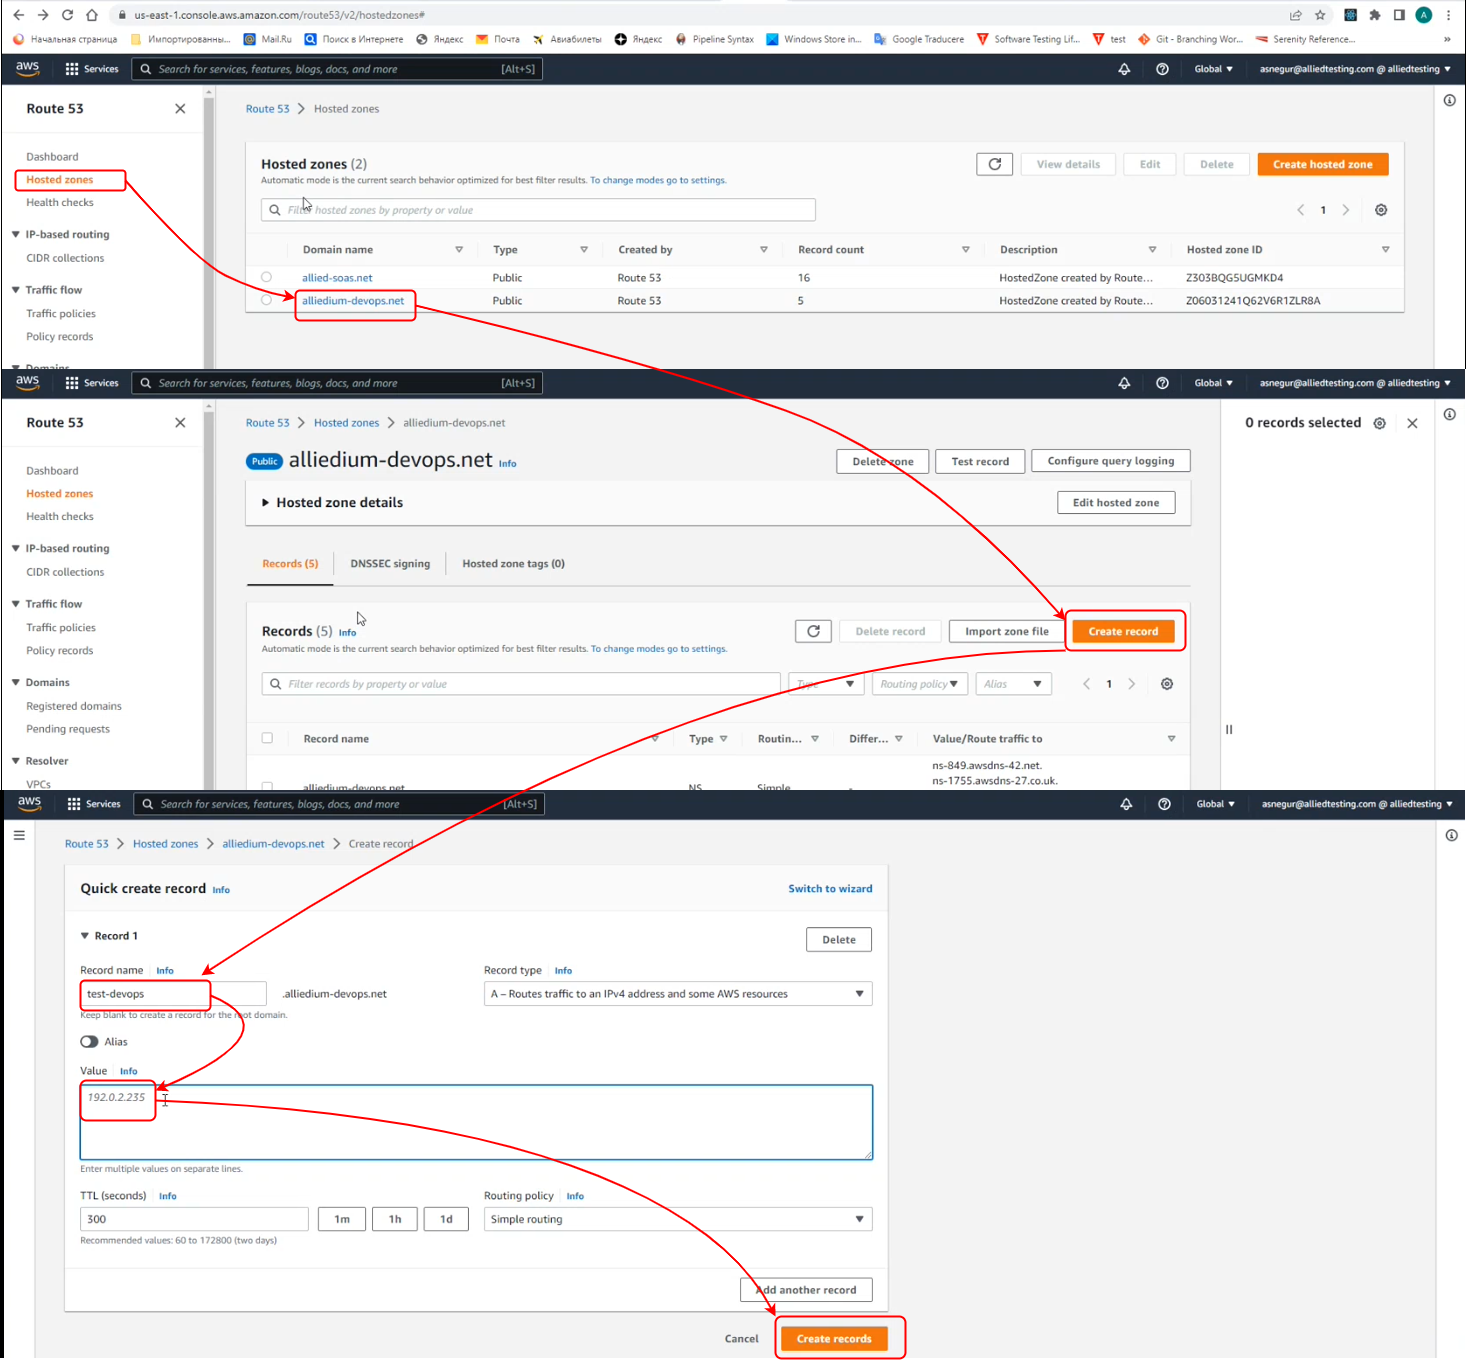 us-east-1.console.aws.amazon.com/route53/v2/hostedzones#
A
Начальная страница Импортированны... Mail.Ru Поиск в Интернете Яндекс Почта Авиабилеты Яндекс Pipeline Syntax Windows Store in... Google Traducere Software Testing Lif... test Git - Branching Wor... Serenity Reference... »
aws Services Search for services, features, blogs, docs, and more [Alt+S] Global ▼ asnegur@alliedtesting.com @ alliedtesting ▼
Route 53
Dashboard
Hosted zones
Health checks
IP-based routing
CIDR collections
Traffic flow
Traffic policies
Policy records
Domains
Route 53 > Hosted zones
Hosted zones (2)
View details Edit Delete Create hosted zone
Automatic mode is the current search behavior optimized for best filter results. To change modes go to settings.
Filter hosted zones by property or value
1
Domain name Type Created by Record count Description Hosted zone ID
allied-soas.net Public Route 53 16 HostedZone created by Route... Z303BQG5UGMKD4
alliedium-devops.net Public Route 53 5 HostedZone created by Route... Z06031241Q62V6R1ZLR8A
aws Services Search for services, features, blogs, docs, and more [Alt+S] Global ▼ asnegur@alliedtesting.com @ alliedtesting ▼
Route 53
Dashboard
Hosted zones
Health checks
IP-based routing
CIDR collections
Traffic flow
Traffic policies
Policy records
Domains
Registered domains
Pending requests
Resolver
VPCs
Route 53 > Hosted zones > alliedium-devops.net
Public alliedium-devops.net Info
Delete zone Test record Configure query logging
Hosted zone details Edit hosted zone
Records (5) DNSSEC signing Hosted zone tags (0)
Records (5) Info
Delete record Import zone file Create record
Automatic mode is the current search behavior optimized for best filter results. To change modes go to settings.
Filter records by property or value Type Routing policy Alias 1
Record name Type Routin... Differ... Value/Route traffic to
ns-849.awsdns-42.net.
ns-1755.awsdns-27.co.uk.
alliedium-devops.net NS Simple -
0 records selected
aws Services Search for services, features, blogs, docs, and more [Alt+S] Global ▼ asnegur@alliedtesting.com @ alliedtesting ▼
Route 53 > Hosted zones > alliedium-devops.net > Create record
Quick create record Info Switch to wizard
Record 1
Delete
Record name Info Record type Info
test-devops .alliedium-devops.net A – Routes traffic to an IPv4 address and some AWS resources
Keep blank to create a record for the root domain.
Alias
Value Info
192.0.2.235
Enter multiple values on separate lines.
TTL (seconds) Info Routing policy Info
300 1m 1h 1d Simple routing
Recommended values: 60 to 172800 (two days)
Add another record
Cancel Create records